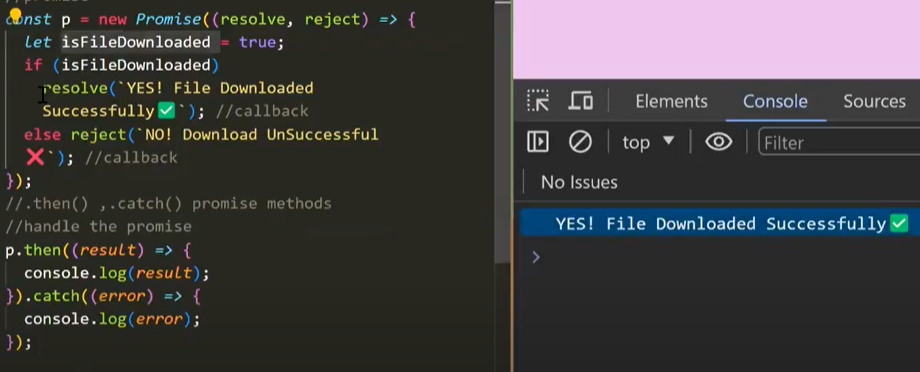 //promise
const p = new Promise((resolve, reject) => {
let isFileDownloaded = true;
if (isFileDownloaded)
resolve(`YES! File Downloaded
Successfully✅`); //callback
else reject(`NO! Download UnSuccessful
❌`); //callback
});
//.then() ,.catch() promise methods
//handle the promise
p.then((result) => {
console.log(result);
}).catch((error) => {
console.log(error);
});
Elements Console Sources
top Filter
No Issues
YES! File Downloaded Successfully✅
>